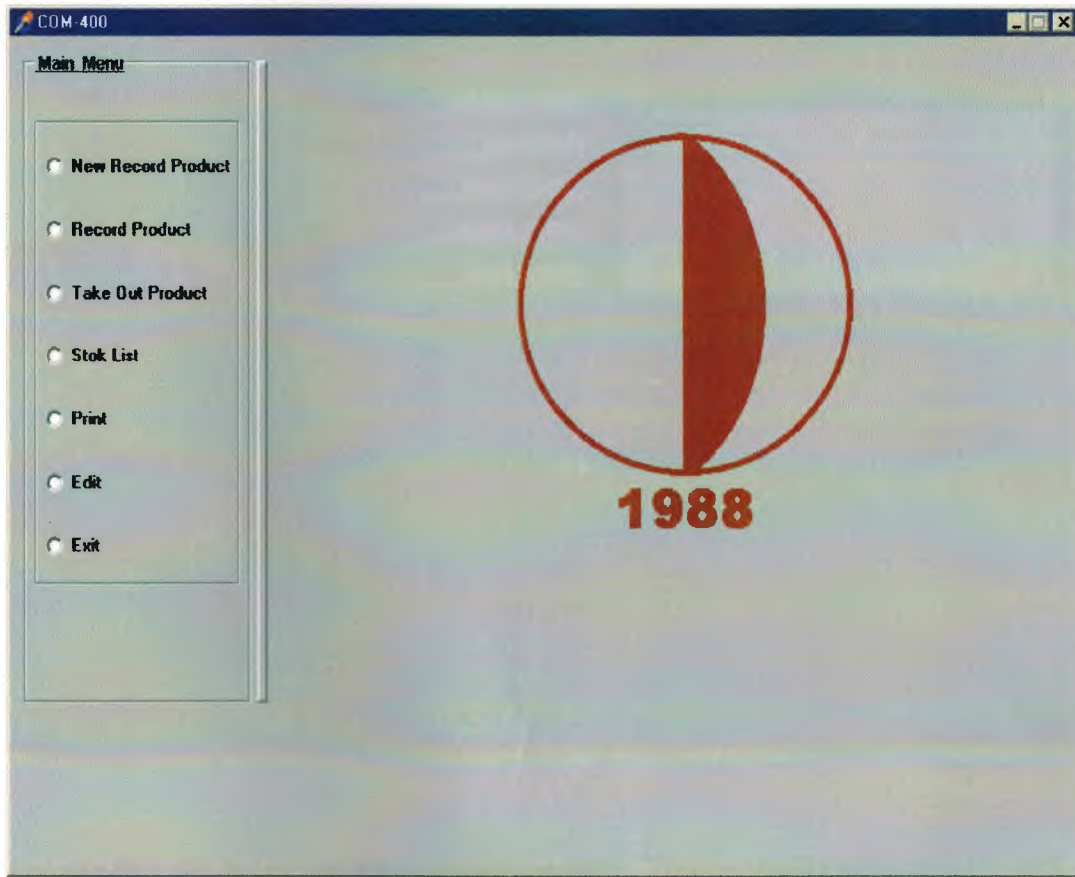 COM-400
Main Menu
New Record Product
Record Product
Take Out Product
Stok List
Print
Edit
Exit
1988